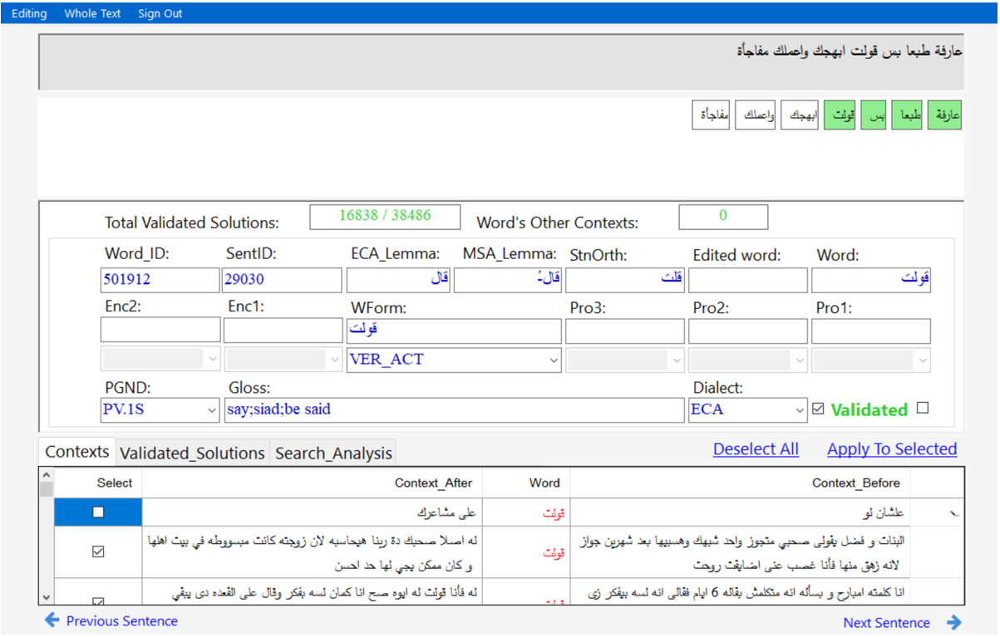 Editing Whole Text Sign Out
عارفة طبعا بس قولت ابهجك واعملك مفاجأة
عارفة طبعا بس قولت ابهجك واعملك مفاجأة
Total Validated Solutions: 16838 / 38486 Word's Other Contexts: 0
Word_ID: SentID: ECA_Lemma: MSA_Lemma: StnOrth: Edited word: Word:
501912 29030 قال قال-ُ قلت قولت
Enc2: Enc1: WForm: Pro3: Pro2: Pro1:
قولت
VER_ACT
PGND: Gloss: Dialect:
PV.1S say;siad;be said ECA Validated
Contexts Validated_Solutions Search_Analysis Deselect All Apply To Selected
Select Context_After Word Context_Before
على مشاعرك قولت علشان لو
البنات و فضل يقولى صحبي متجوز واحد شبهك وهسبيها بعد شهرين جواز
لانه زهق منها فأنا غصب عنى اضايقت روحت
قولت
له اصلا صحبك دة ربنا هيحاسبه لان زوجته كانت مبسووطه في بيت اهلها
و كان ممكن يجي لها حد احسن
انا كلمته امبارح و بسأله انه متكلمش بقاله 6 ايام فقالى انه لسه بيفكر زى
له فأنا قولت له ايوه صح انا كمان لسه بفكر وقال على القعده دى يبقي
Previous Sentence Next Sentence